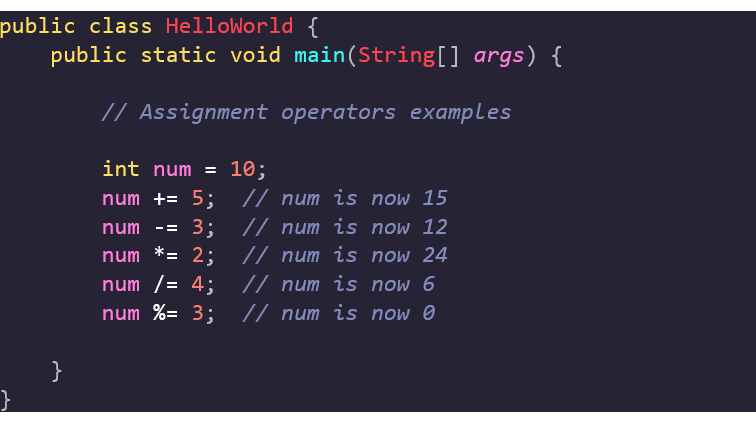 public class HelloWorld {
    public static void main(String[] args) {
        // Assignment operators examples
        int num = 10;
        num += 5;  // num is now 15
        num -= 3;  // num is now 12
        num *= 2;  // num is now 24
        num /= 4;  // num is now 6
        num %= 3;  // num is now 0
    }
}